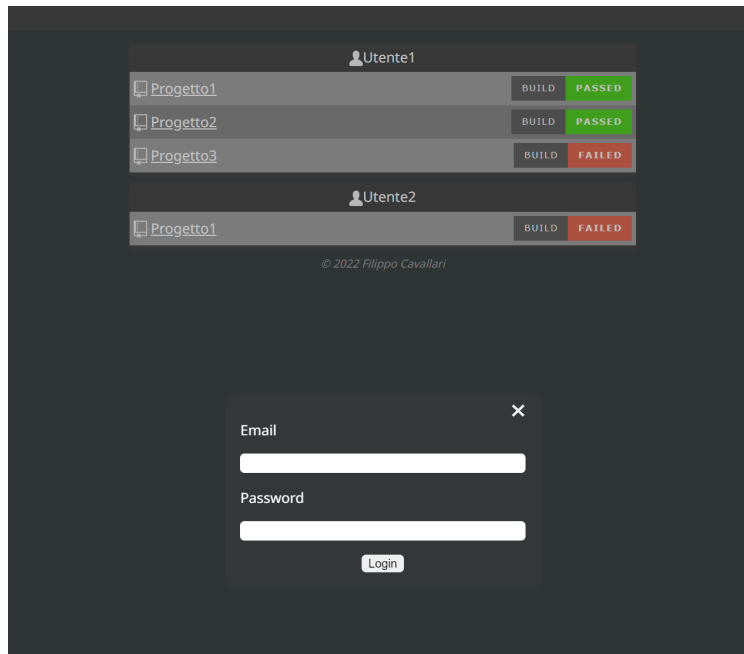 Utente1
Progetto1 BUILD PASSED
Progetto2 BUILD PASSED
Progetto3 BUILD FAILED
Utente2
Progetto1 BUILD FAILED
© 2022 Filippo Cavallari
Email
Password
Login